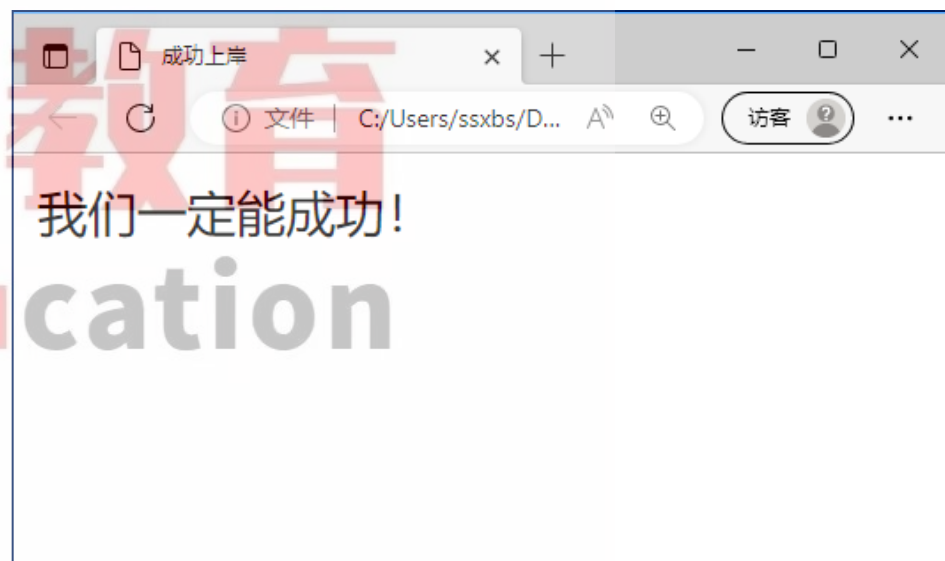 教育
成功上岸
文件 C:/Users/ssxbs/D... A
访客
我们一定能成功！
cation